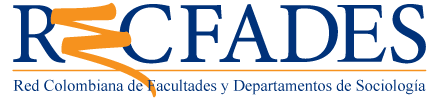 RECFADES
Red Colombiana de Facultades y Departamentos de Sociología